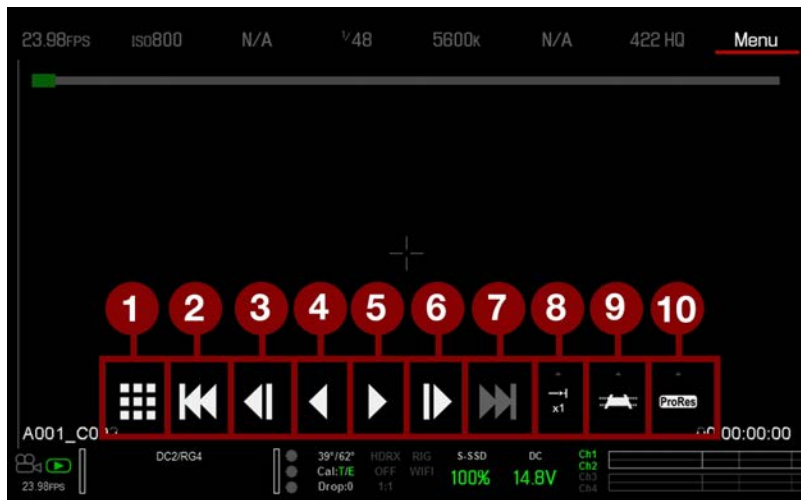 23.98FPS ISO800 N/A 1/48 5600K N/A 422 HQ Menu
1 2 3 4 5 6 7 8 9 10
x1 ProRes
A001_C00 00:00:00
DC2/RG4 39°/62° HDRX RIG S-SSD DC Ch1
Cal:T/E OFF WIFI 100% 14.8V Ch2
23.98FPS Drop:0 1:1 Ch3
Ch4